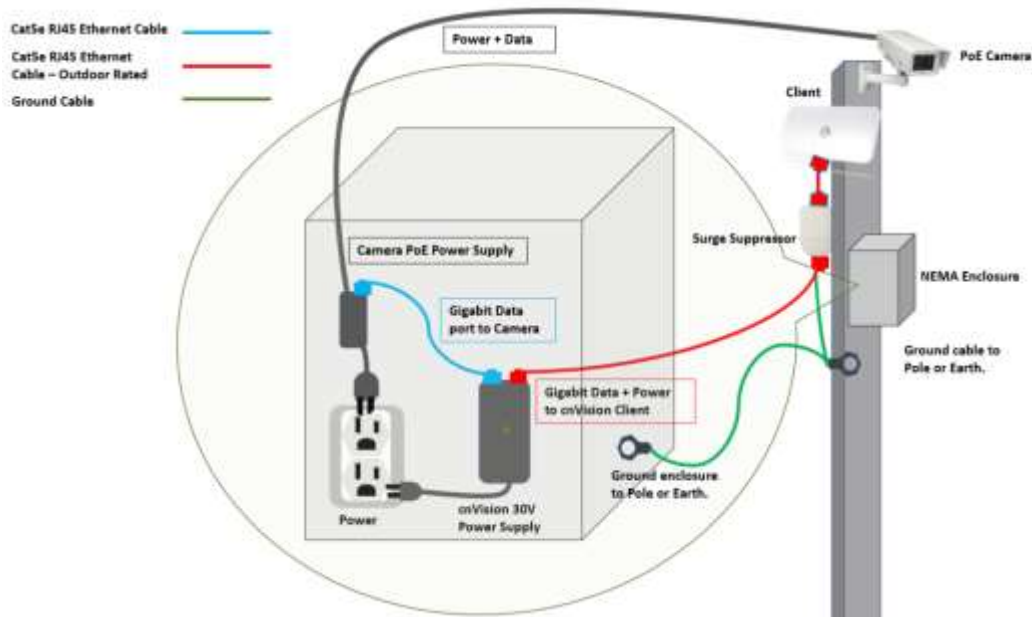 Cat5e RJ45 Ethernet Cable
Cat5e RJ45 Ethernet
Cable – Outdoor Rated
Ground Cable
Power + Data
PoE Camera
Client
Camera PoE Power Supply
Surge Suppressor
NEMA Enclosure
Gigabit Data
port to Camera
Ground cable to
Pole or Earth.
Gigabit Data + Power
to cnVision Client
Ground enclosure
to Pole or Earth.
Power
cnVision 30V
Power Supply